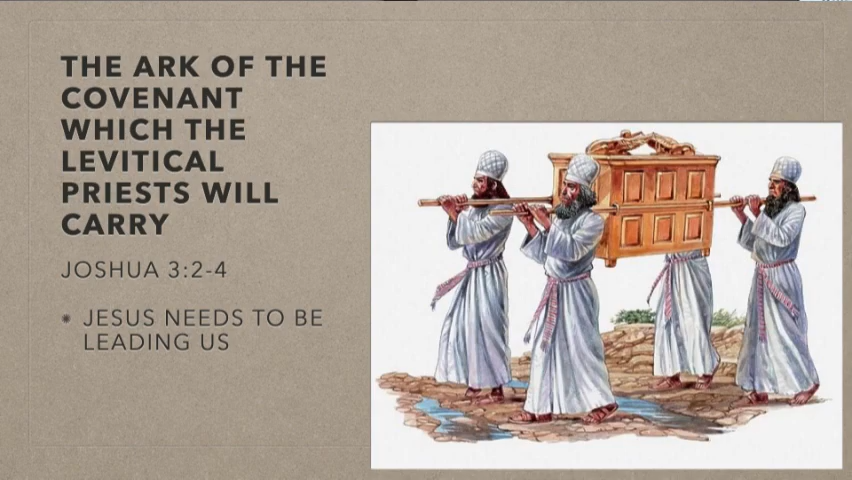 THE ARK OF THE
COVENANT
WHICH THE
LEVITICAL
PRIESTS WILL
CARRY
JOSHUA 3:2-4
• JESUS NEEDS TO BE
LEADING US